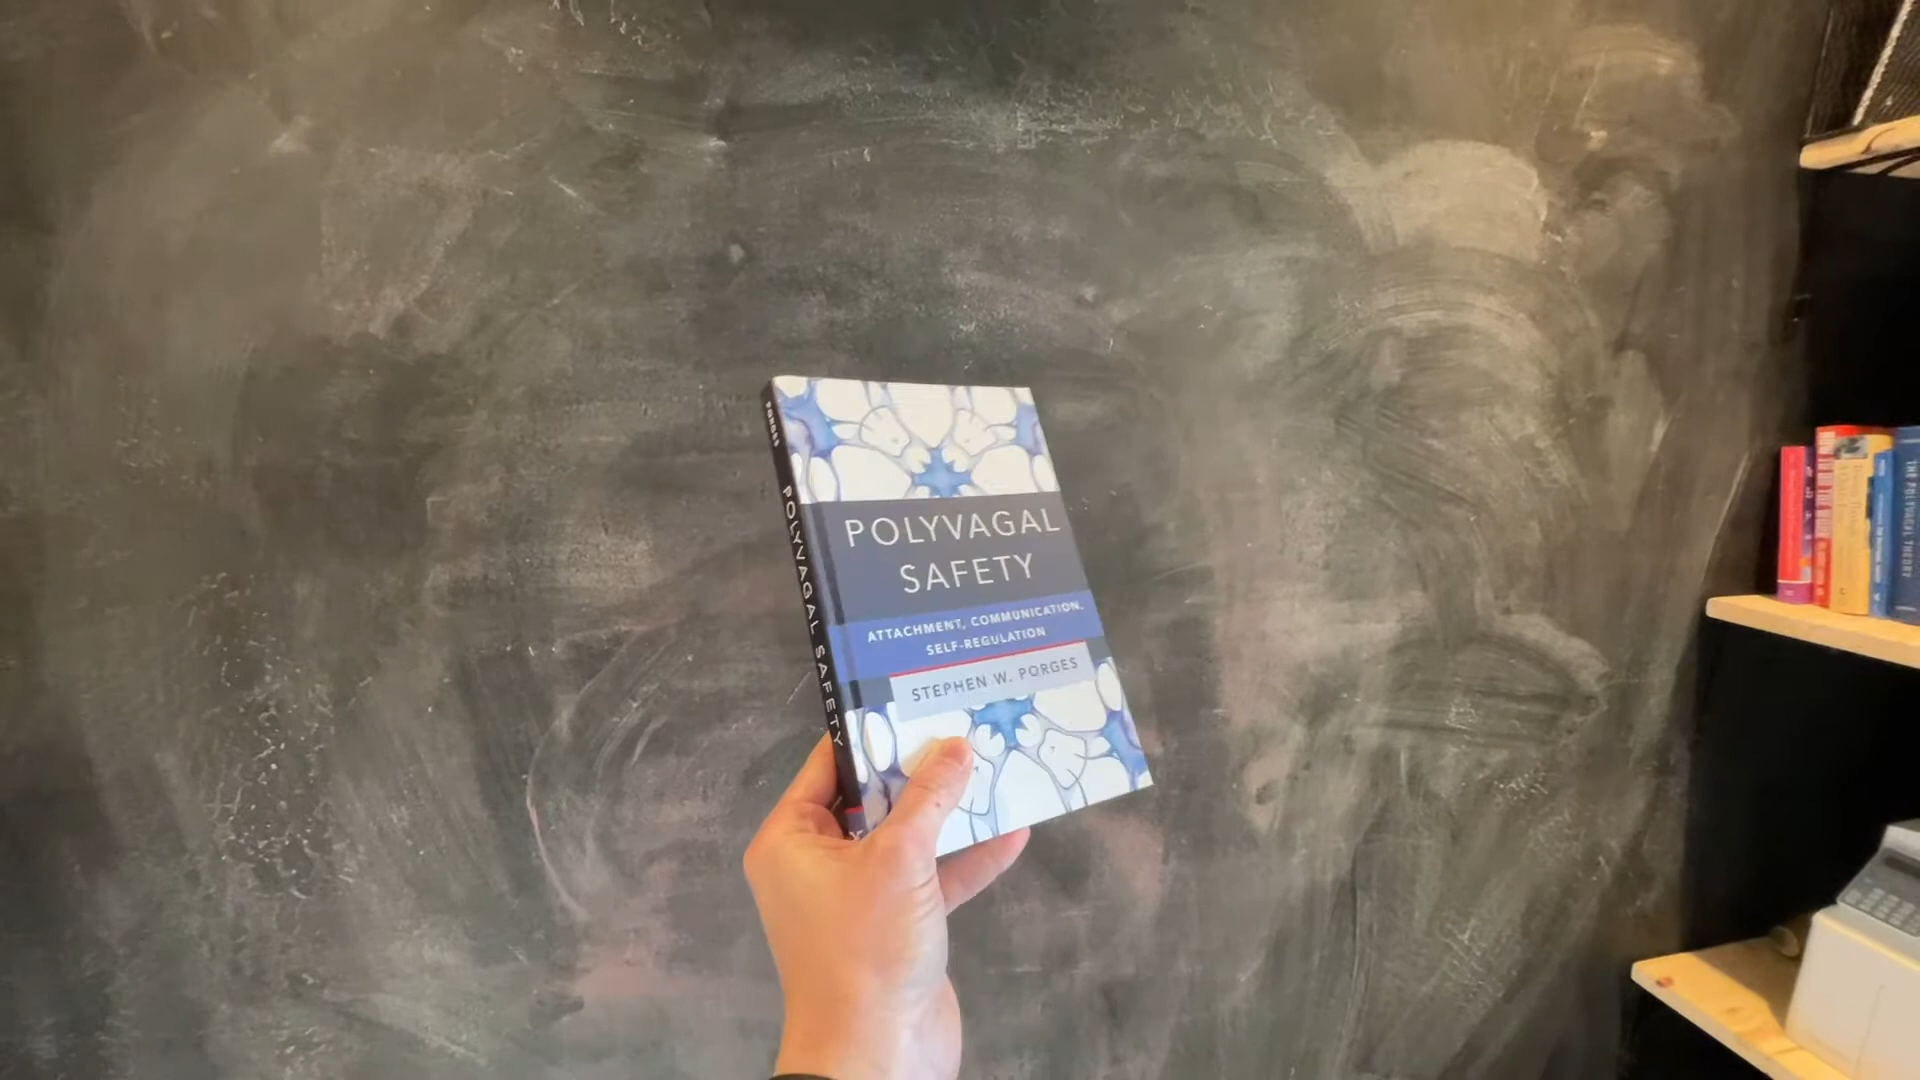 PORGES
POLYVAGAL SAFETY
POLYVAGAL
SAFETY
ATTACHMENT, COMMUNICATION,
SELF-REGULATION
STEPHEN W. PORGES
THE POLYVAGAL THEORY